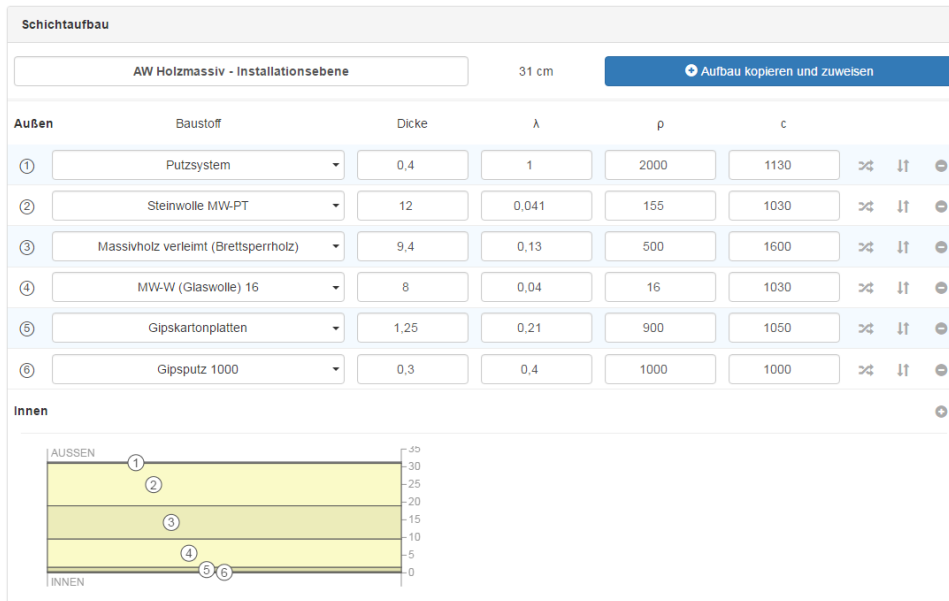 Schichtaufbau
AW Holzmassiv - Installationsebene 31 cm Aufbau kopieren und zuweisen
Außen Baustoff Dicke λ ρ c
1 Putzsystem 0,4 1 2000 1130
2 Steinwolle MW-PT 12 0,041 155 1030
3 Massivholz verleimt (Brettsperrholz) 9,4 0,13 500 1600
4 MW-W (Glaswolle) 16 8 0,04 16 1030
5 Gipskartonplatten 1,25 0,21 900 1050
6 Gipsputz 1000 0,3 0,4 1000 1000
Innen
AUSSEN 35
1 30
2 25
20
3 15
10
4 5
5 6 0
INNEN